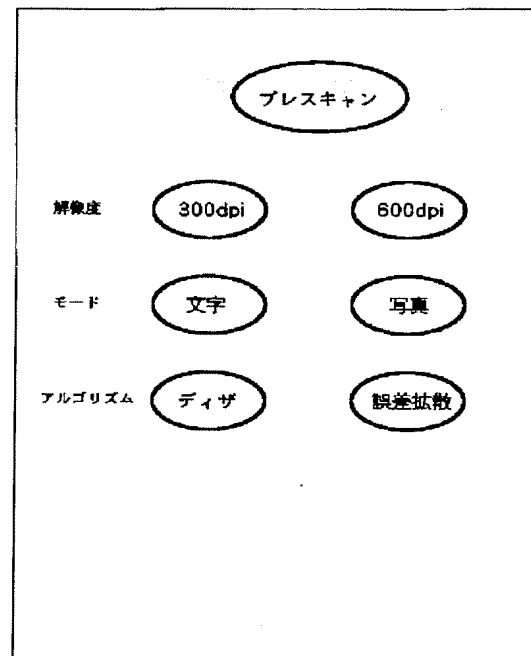 プレスキャン
解像度 300dpi 600dpi
モード 文字 写真
アルゴリズム ディザ 誤差拡散